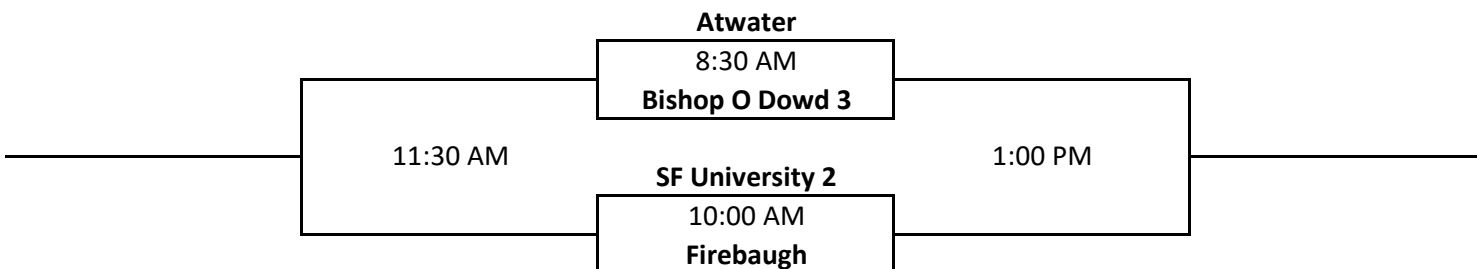 Atwater
8:30 AM
Bishop O Dowd 3
11:30 AM
1:00 PM
SF University 2
10:00 AM
Firebaugh